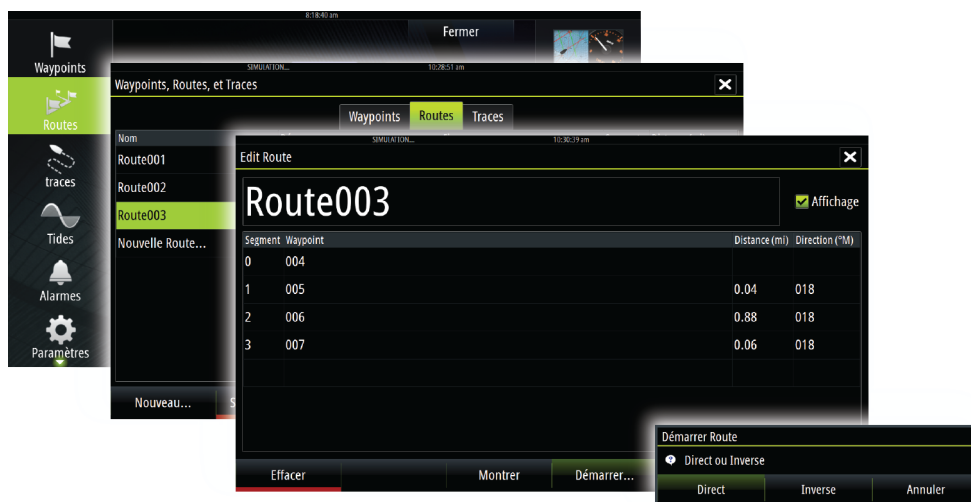 8:18:40 am
Fermer
Waypoints
Routes
traces
Tides
Alarmes
Paramètres
SIMULATION...
10:28:51 am
Waypoints, Routes, et Traces
Waypoints Routes Traces
Nom
Route001
Route002
Route003
Nouvelle Route...
Nouveau...
SIMULATION...
10:30:39 am
Edit Route
Route003
Affichage
Segment Waypoint Distance (mi) Direction (°M)
0 004
1 005 0.04 018
2 006 0.88 018
3 007 0.06 018
Effacer Montrer Démarrer...
Démarrer Route
Direct ou Inverse
Direct Inverse Annuler